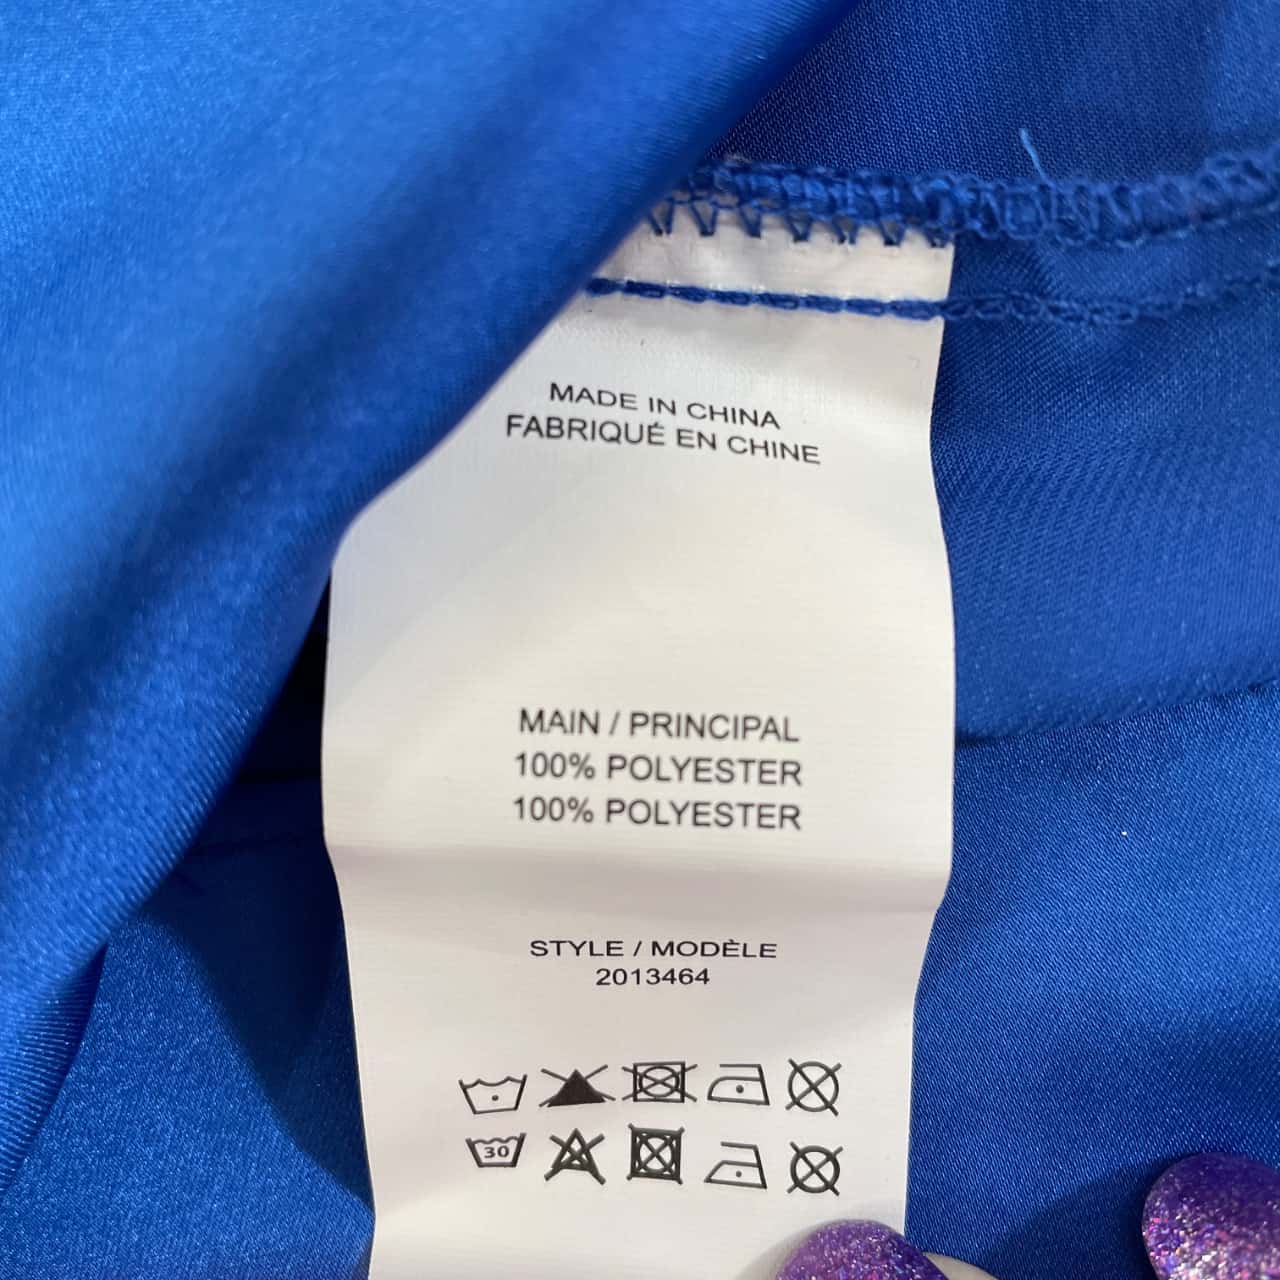 MADE IN CHINA
FABRIQUÉ EN CHINE
MAIN / PRINCIPAL
100% POLYESTER
100% POLYESTER
STYLE / MODÈLE
2013464
30